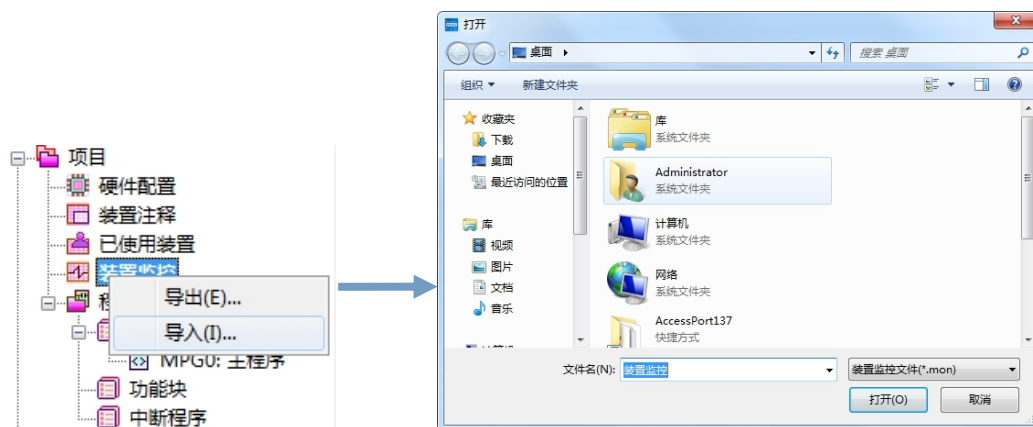 项目
硬件配置
装置注释
已使用装置
装置监控
导出(E)...
导入(I)...
MPG0: 主程序
功能块
中断程序
打开
桌面
搜索 桌面
组织
新建文件夹
收藏夹
下载
桌面
最近访问的位置
库
视频
图片
文档
音乐
库
系统文件夹
Administrator
系统文件夹
计算机
系统文件夹
网络
系统文件夹
AccessPort137
快捷方式
文件名(N):
装置监控
装置监控文件(*.mon)
打开(O)
取消